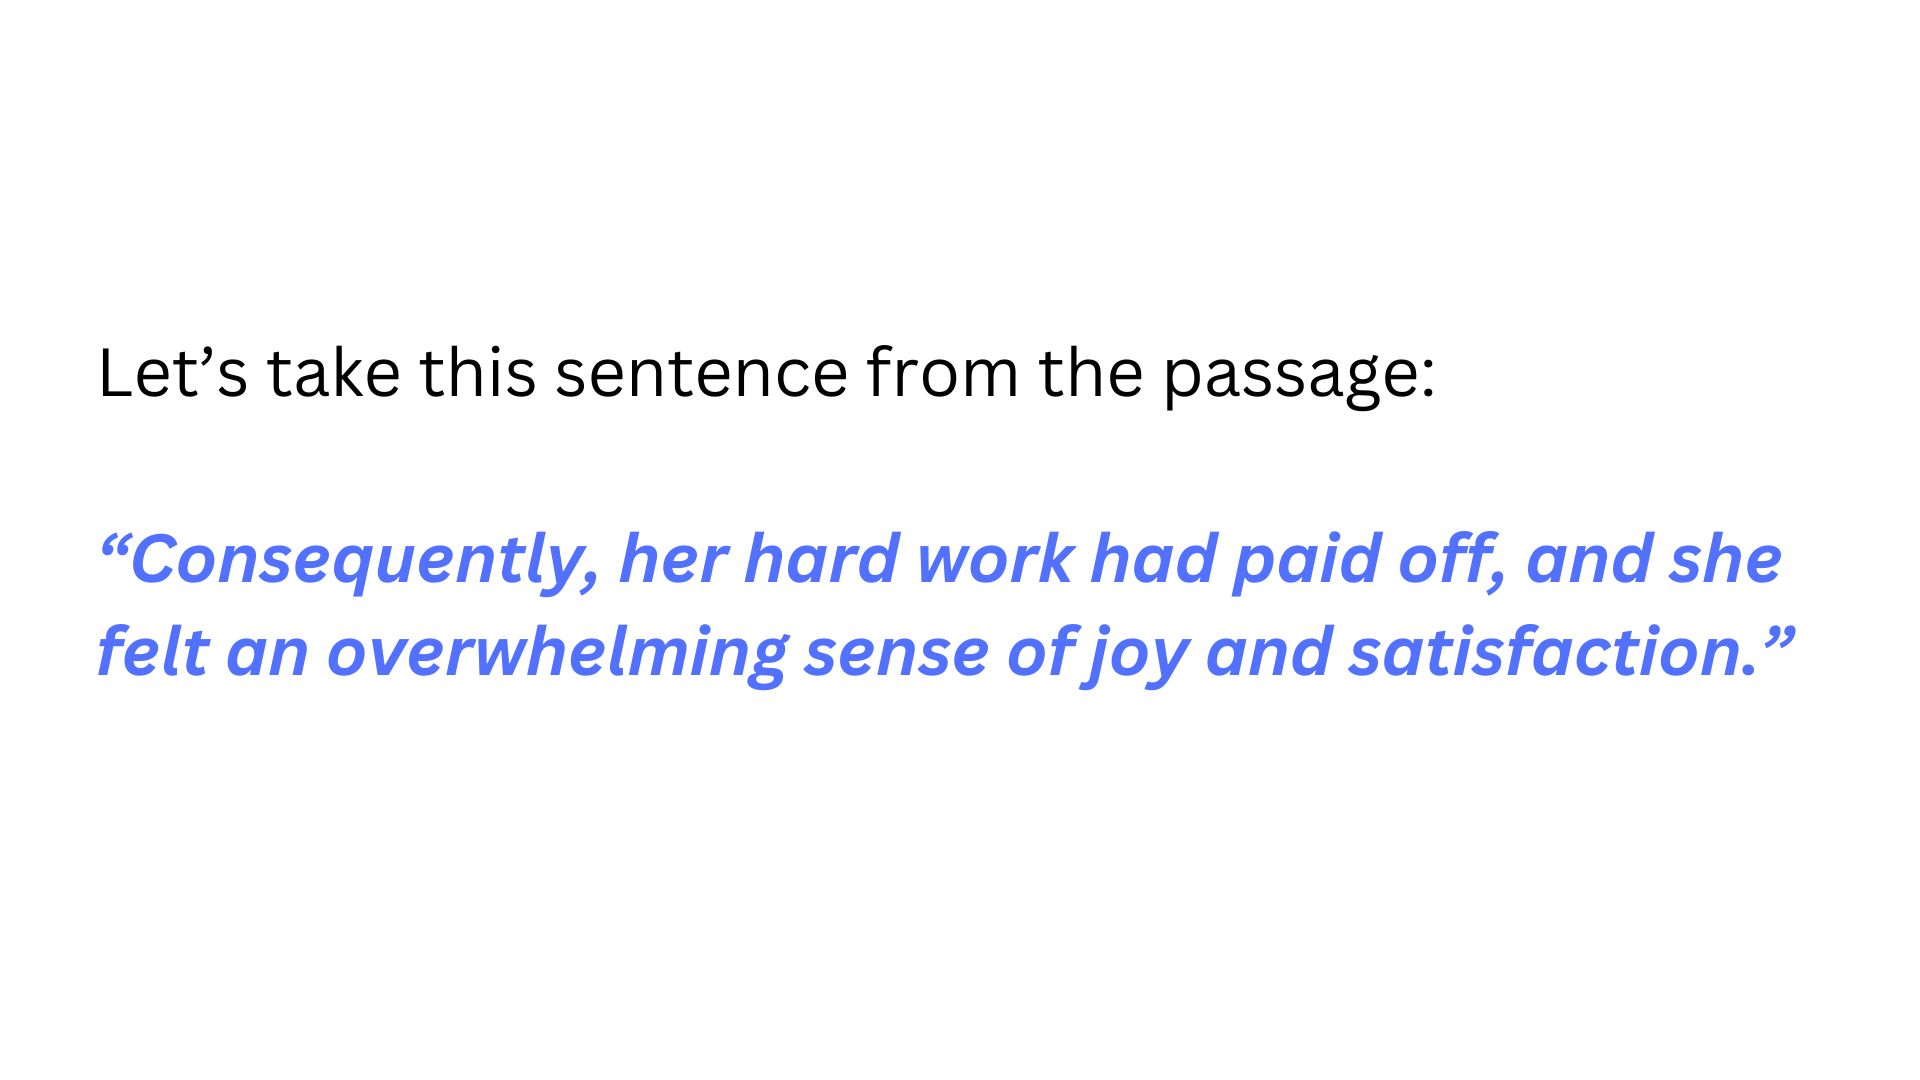 Let’s take this sentence from the passage:
“Consequently, her hard work had paid off, and she
felt an overwhelming sense of joy and satisfaction.”